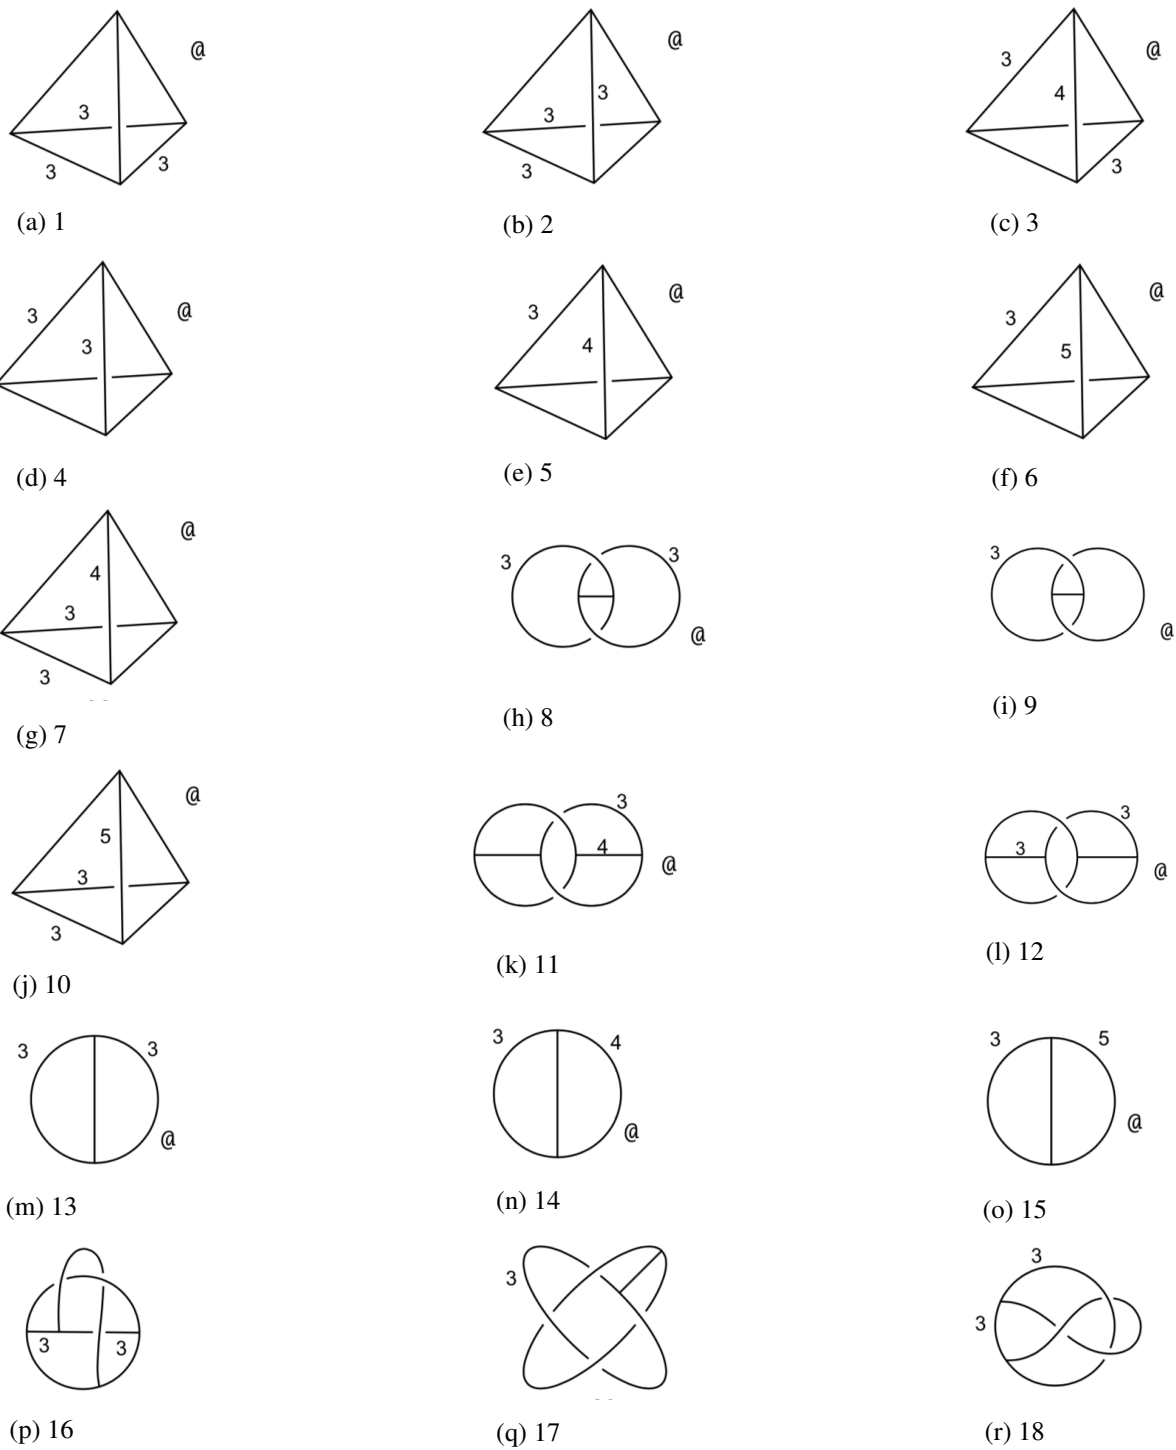 @ @ @
3 3 3 3 4
3 3 3 3
(a) 1 (b) 2 (c) 3
@ @ @
3 3 3
3 4 5
(d) 4 (e) 5 (f) 6
@
4 3 3 3
3 @ @
3
(g) 7 (h) 8 (i) 9
@
5 3 3
3 4 @ 3 @
3
(j) 10 (k) 11 (l) 12
3 3 3 4 3 5
@ @ @
(m) 13 (n) 14 (o) 15
3 3
3 3 3
(p) 16 (q) 17 (r) 18